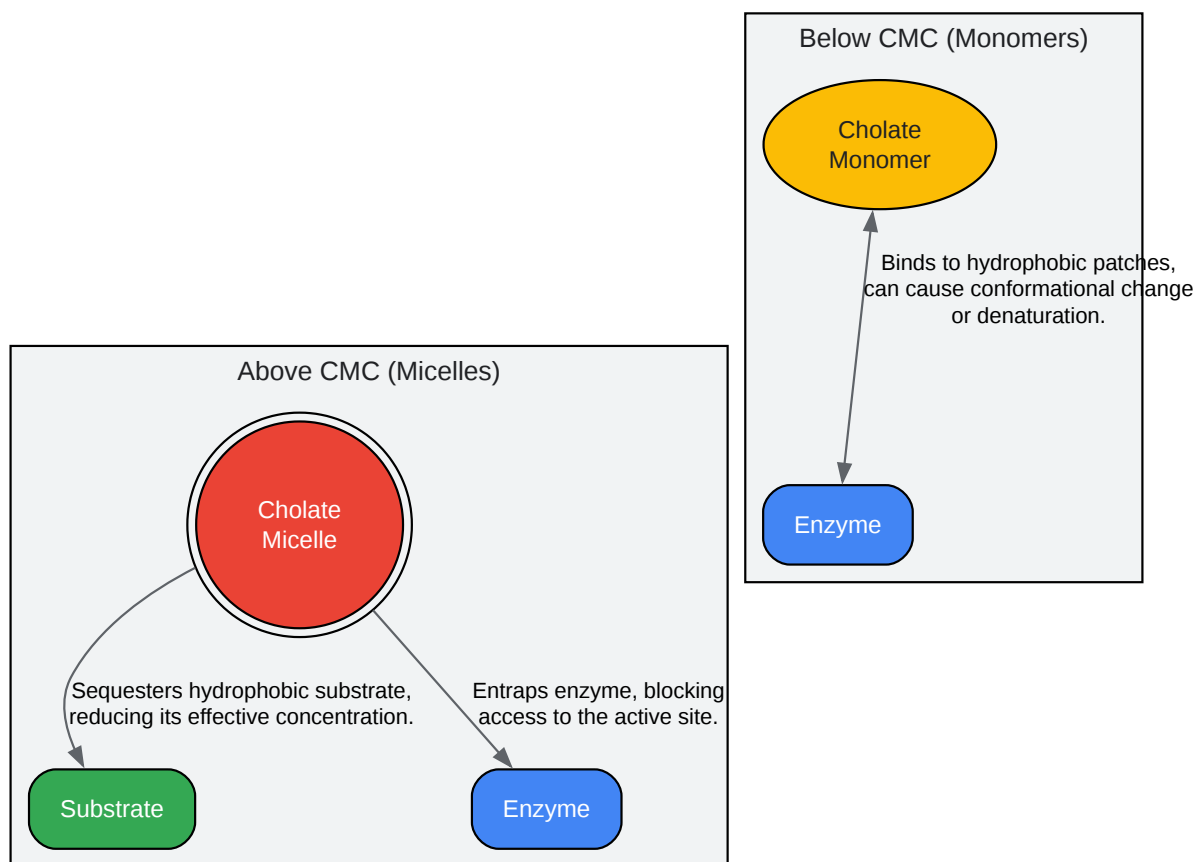 Below CMC (Monomers)
Cholate
Monomer
Binds to hydrophobic patches,
can cause conformational change
or denaturation.
Enzyme
Above CMC (Micelles)
Cholate
Micelle
Sequesters hydrophobic substrate,
reducing its effective concentration.
Entraps enzyme, blocking
access to the active site.
Substrate
Enzyme